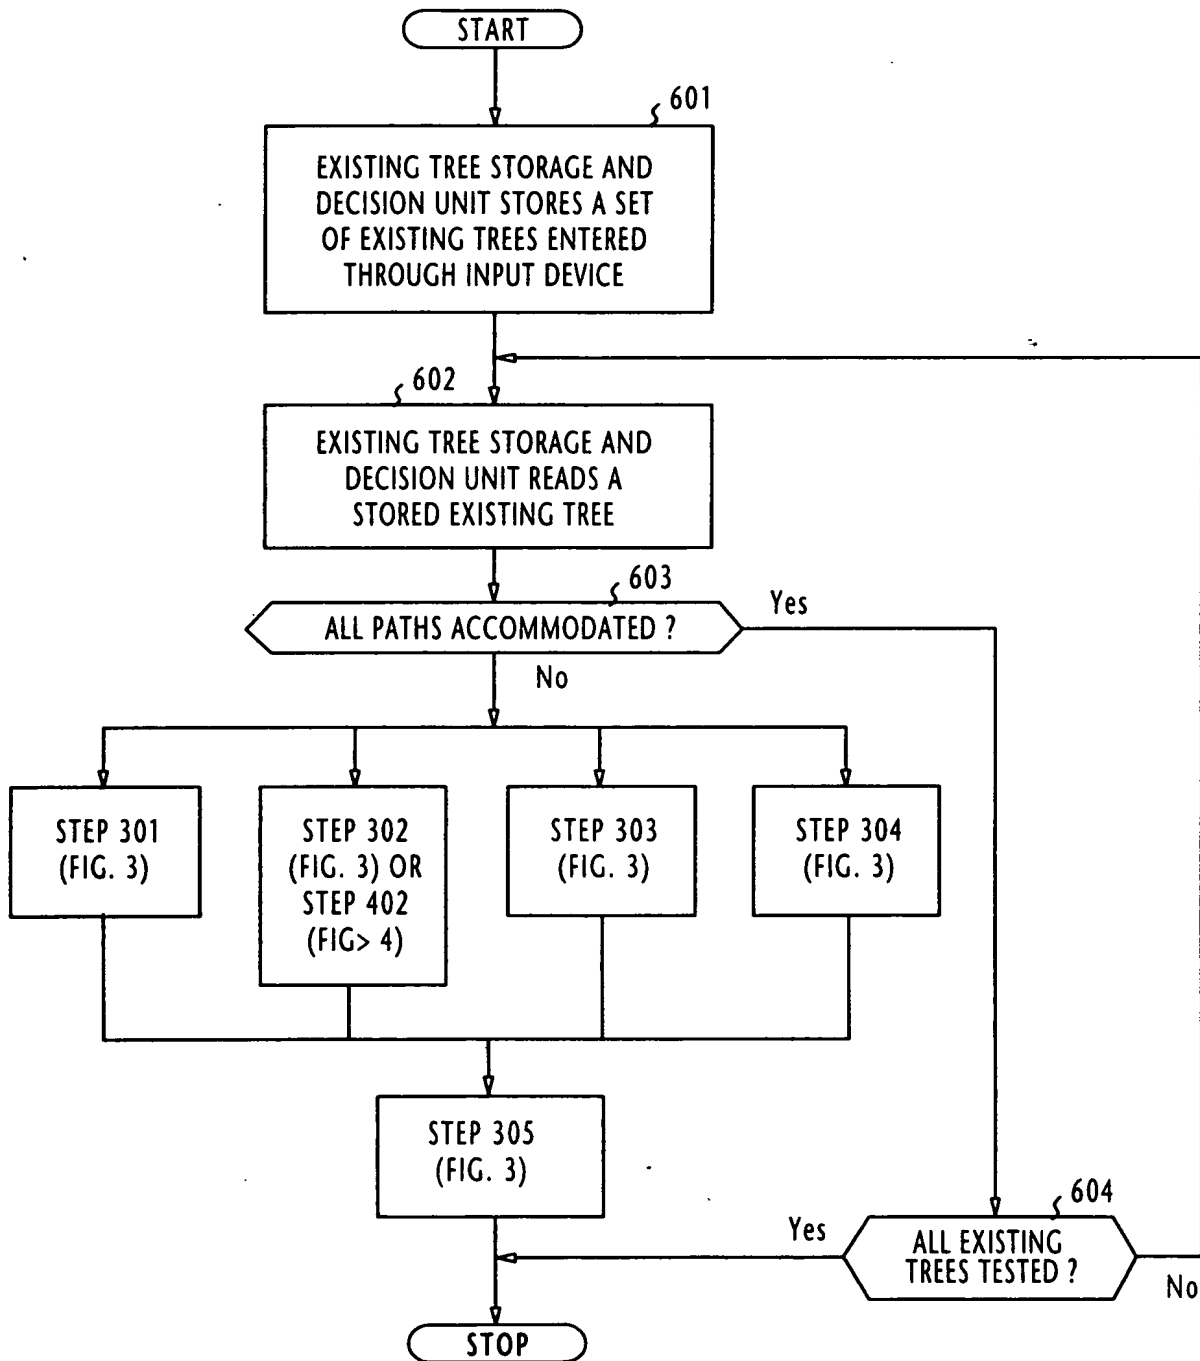 START
601
EXISTING TREE STORAGE AND
DECISION UNIT STORES A SET
OF EXISTING TREES ENTERED
THROUGH INPUT DEVICE
602
EXISTING TREE STORAGE AND
DECISION UNIT READS A
STORED EXISTING TREE
603
ALL PATHS ACCOMMODATED ?
Yes
No
STEP 301
(FIG. 3)
STEP 302
(FIG. 3) OR
STEP 402
(FIG> 4)
STEP 303
(FIG. 3)
STEP 304
(FIG. 3)
STEP 305
(FIG. 3)
604
Yes
ALL EXISTING
TREES TESTED ?
No
STOP